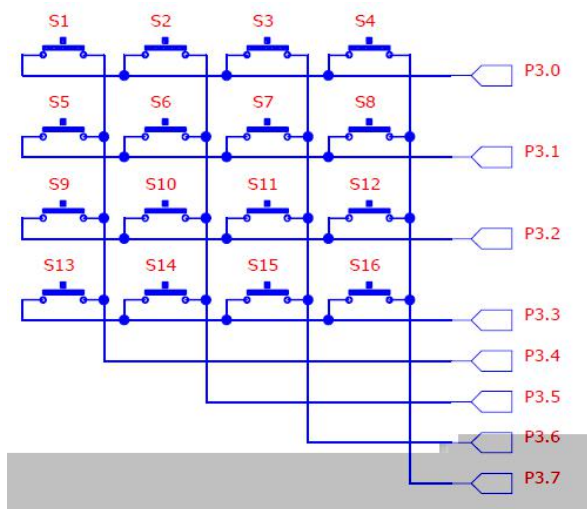 S1 S2 S3 S4
P3.0
S5 S6 S7 S8
P3.1
S9 S10 S11 S12
P3.2
S13 S14 S15 S16
P3.3
P3.4
P3.5
P3.6
P3.7